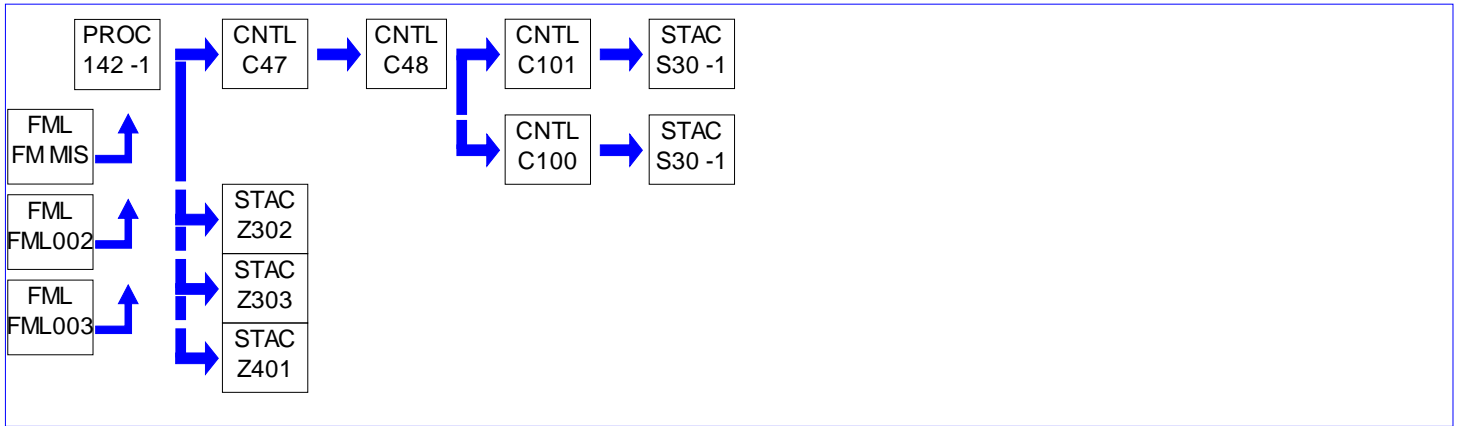 PROC
142 -1
CNTL
C47
CNTL
C48
CNTL
C101
STAC
S30 -1
FML
FM MIS
CNTL
C100
STAC
S30 -1
FML
FML002
STAC
Z302
STAC
Z303
FML
FML003
STAC
Z401